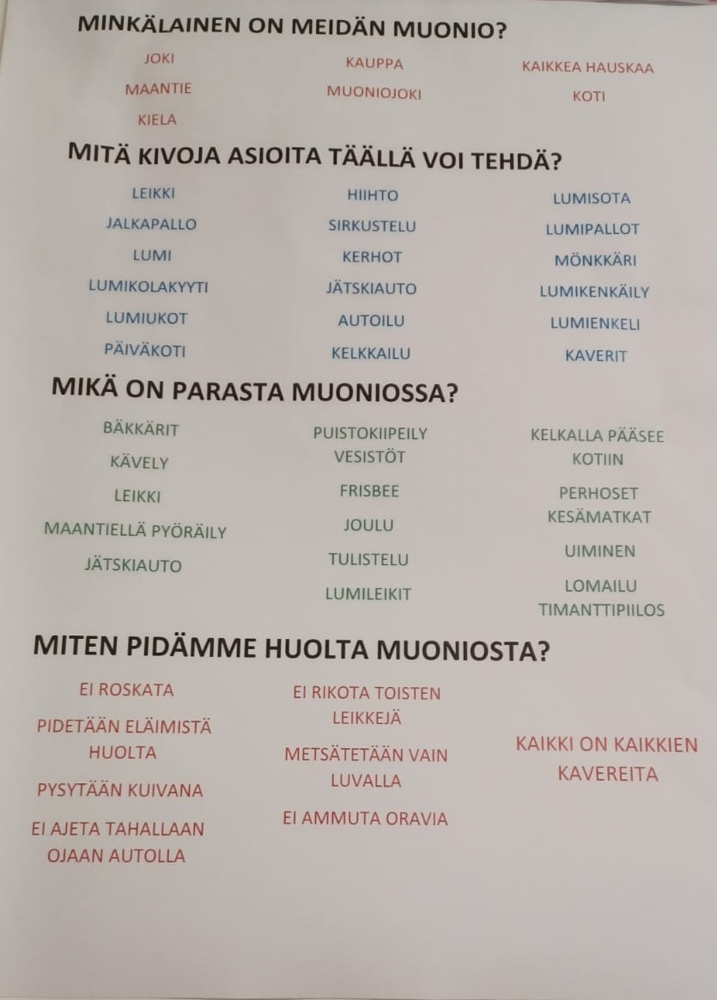 MINKÄLAINEN ON MEIDÄN MUONIO?
JOKI
MAANTIE
KIELA
KAUPPA
MUONIOJOKI
KAIKKEA HAUSKAA
KOTI
MITÄ KIVOJA ASIOITA TÄÄLLÄ VOI TEHDÄ?
LEIKKI
JALKAPALLO
LUMI
LUMIKOLAKYYTI
LUMIUKOT
PÄIVÄKOTI
HIIHTO
SIRKUSTELU
KERHOT
JÄTSKIAUTO
AUTOILU
KELKKAILU
LUMISOTA
LUMIPALLOT
MÖNKKÄRI
LUMIKENKÄILY
LUMIENKELI
KAVERIT
MIKÄ ON PARASTA MUONIOSSA?
BÄKKÄRIT
KÄVELY
LEIKKI
MAANTIELLÄ PYÖRÄILY
JÄTSKIAUTO
PUISTOKIIPEILY
VESISTÖT
FRISBEE
JOULU
TULISTELU
LUMILEIKIT
KELKALLA PÄÄSEE
KOTIIN
PERHOSET
KESÄMATKAT
UIMINEN
LOMAILU
TIMANTTIPIILOS
MITEN PIDÄMME HUOLTA MUONIOSTA?
EI ROSKATA
PIDETÄÄN ELÄIMISTÄ
HUOLTA
PYSYTÄÄN KUIVANA
EI AJETA TAHALLAAN
OJAAN AUTOLLA
EI RIKOTA TOISTEN
LEIKKEJÄ
METSÄTETÄÄN VAIN
LUVALLA
EI AMMUTA ORAVIA
KAIKKI ON KAIKKIEN
KAVEREITA